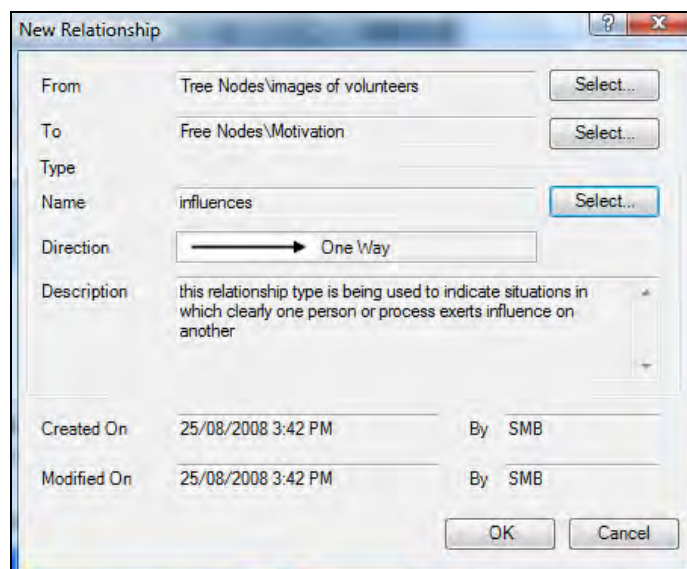 New Relationship ?
From Tree Nodes\images of volunteers Select...
To Free Nodes\Motivation Select...
Type
Name influences Select...
Direction One Way
Description this relationship type is being used to indicate situations in
which clearly one person or process exerts influence on
another
Created On 25/08/2008 3:42 PM By SMB
Modified On 25/08/2008 3:42 PM By SMB
OK Cancel